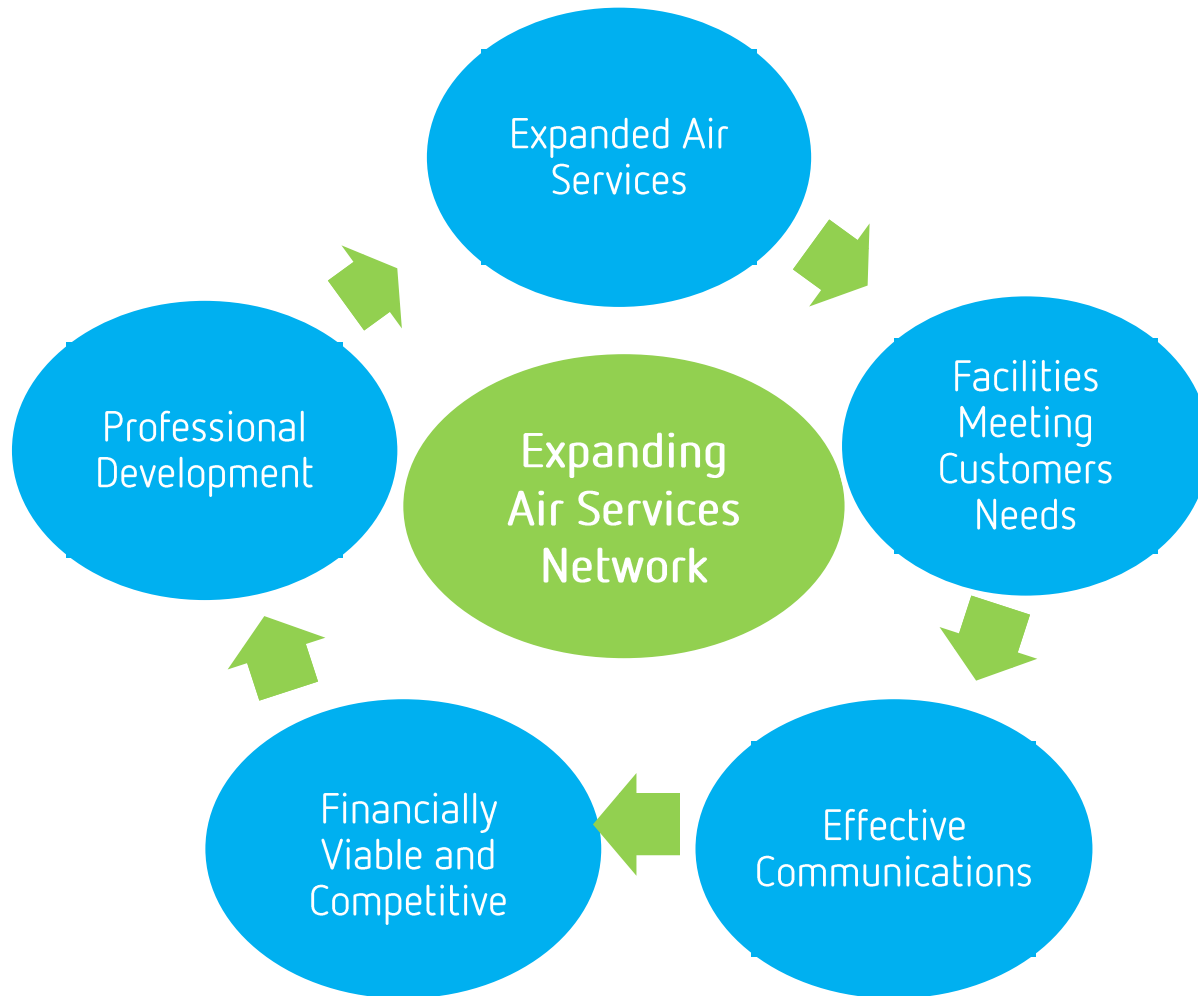 Expanded Air
Services
Facilities
Meeting
Customers
Needs
Effective
Communications
Financially
Viable and
Competitive
Professional
Development
Expanding
Air Services
Network